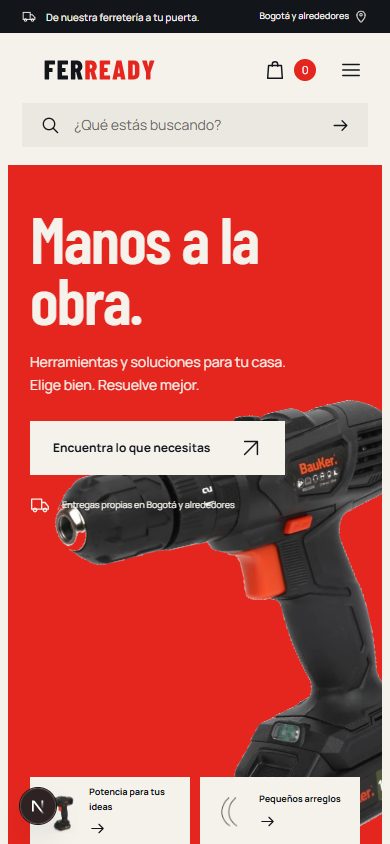 De nuestra ferretería a tu puerta.
Bogotá y alrededores
FERREADY
0
¿Qué estás buscando?
Manos a la
obra.
Herramientas y soluciones para tu casa.
Elige bien. Resuelve mejor.
Encuentra lo que necesitas
BauKer.
Entregas propias en Bogotá y alrededores
Potencia para tus
ideas
Pequeños arreglos
N